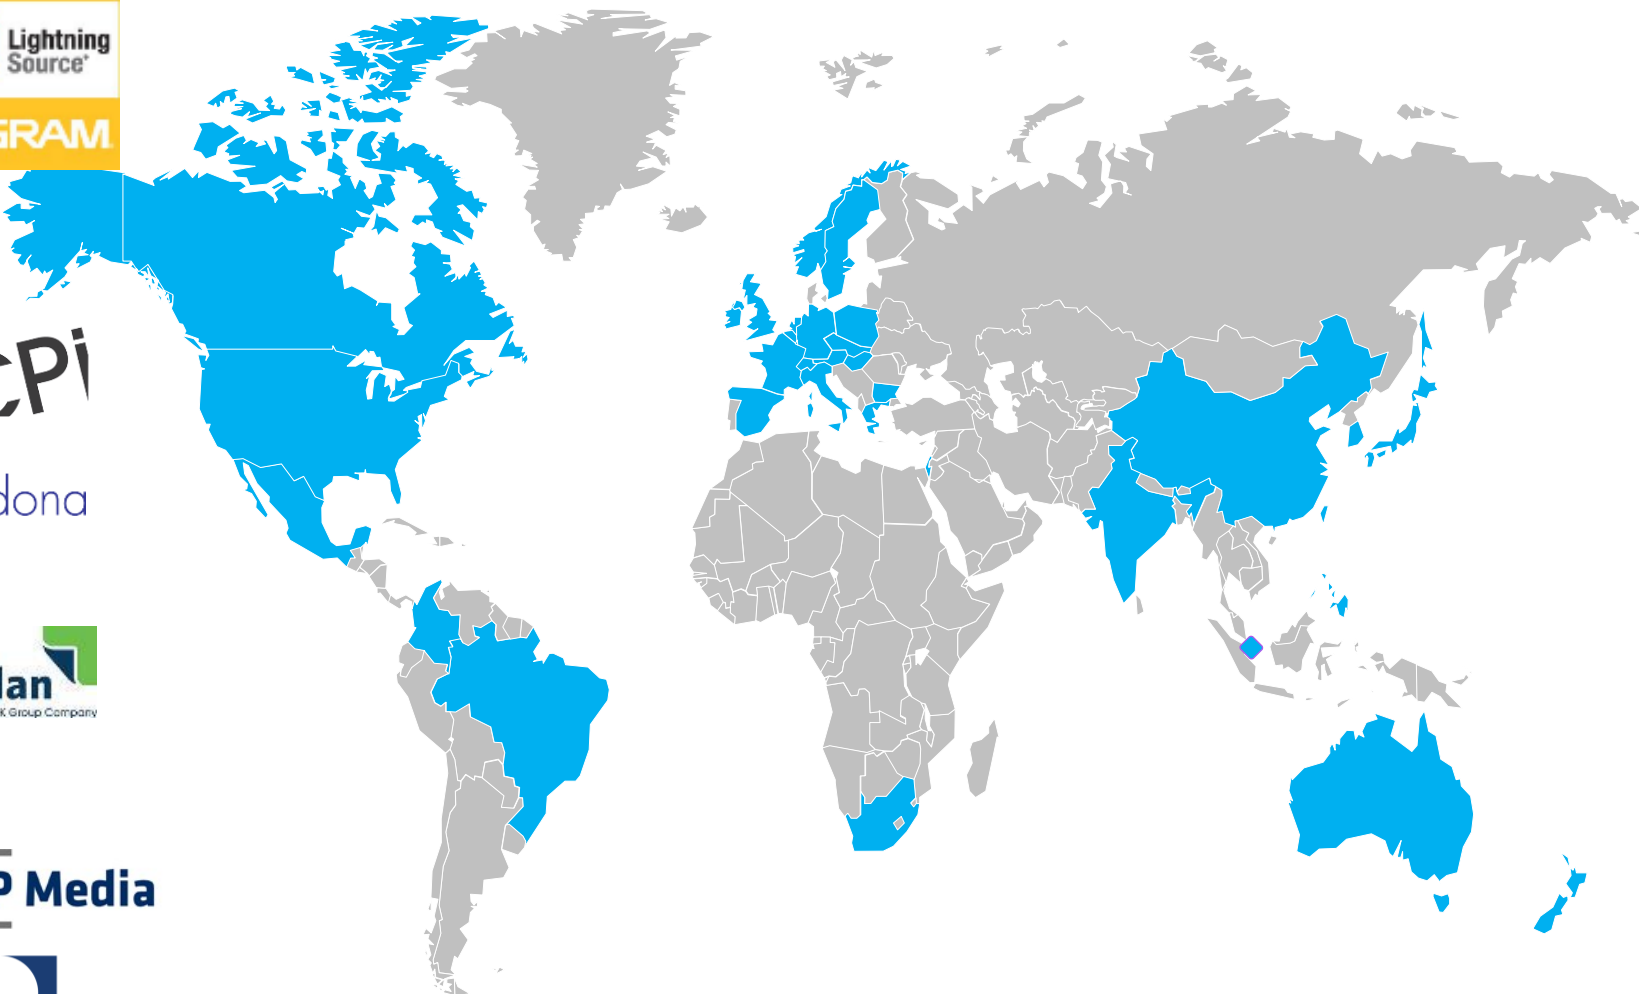 Lightning
Source
GRAM
CPi
dona
lan
K Group Company
P Media